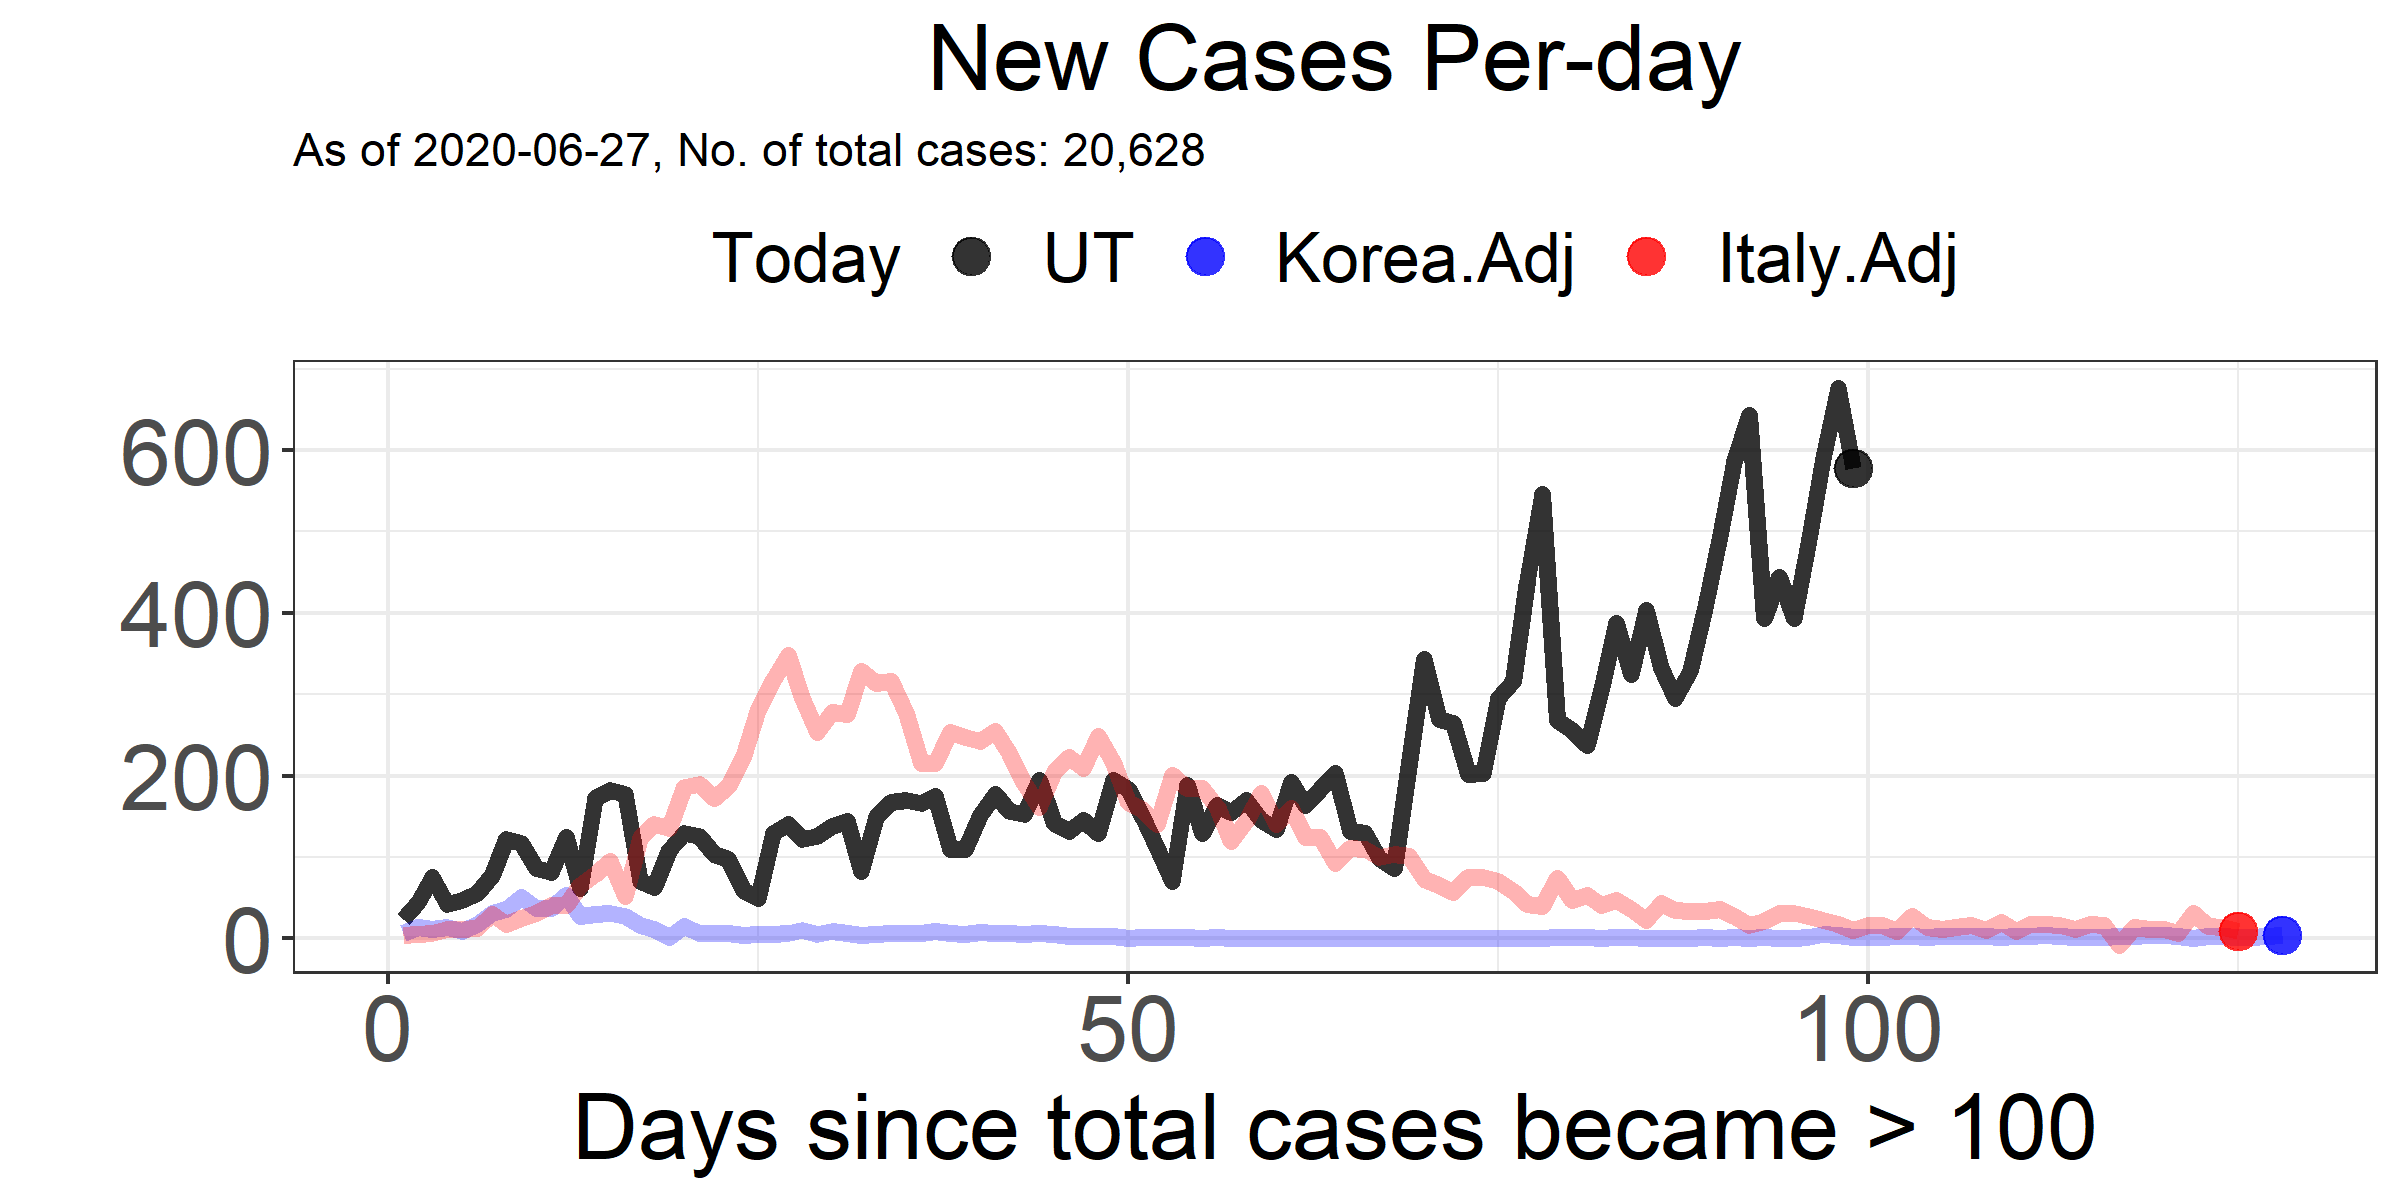 New Cases Per-day
As of 2020-06-27, No. of total cases: 20,628
Today UT Korea.Adj Italy.Adj
600
400
200
0
0 50 100
Days since total cases became > 100